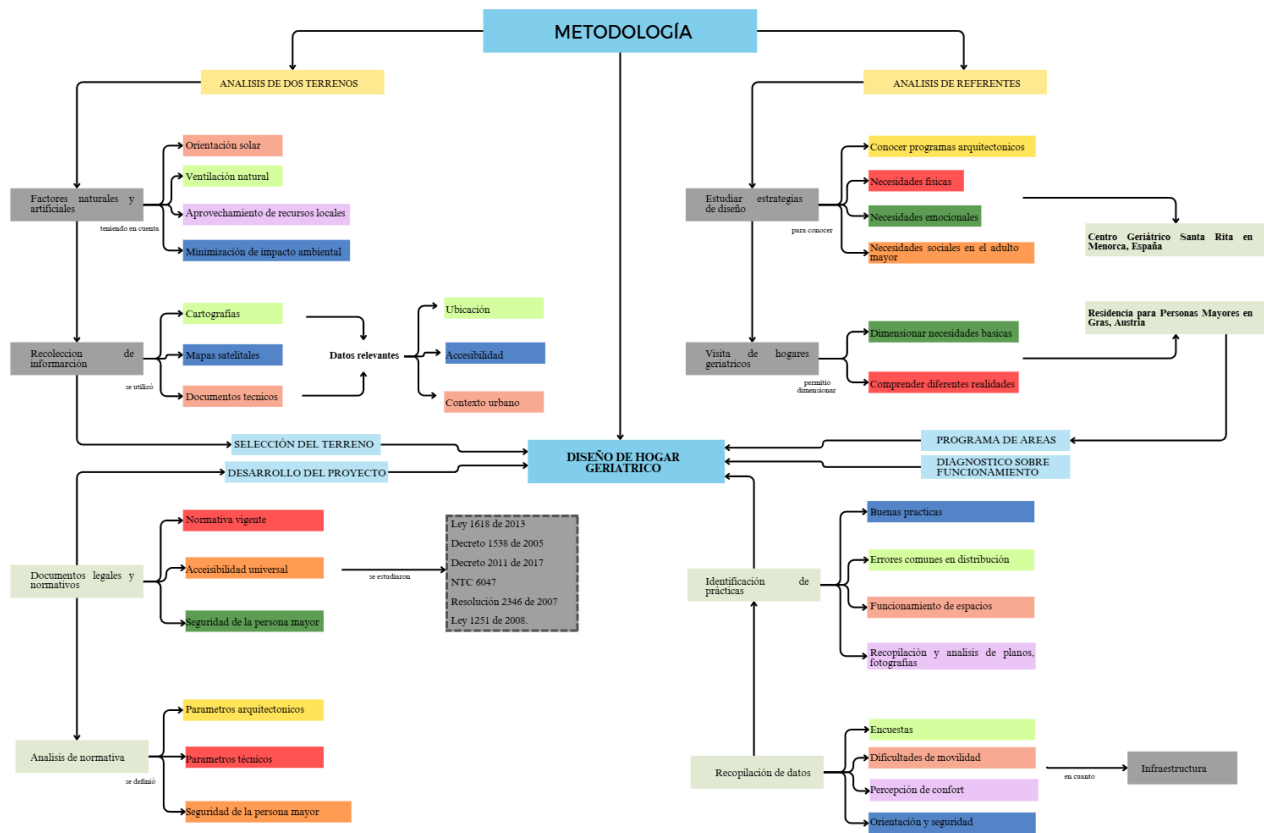 METODOLOGÍA
ANALISIS DE DOS TERRENOS
ANALISIS DE REFERENTES
Orientación solar
Ventilación natural
Aprovechamiento de recursos locales
Minimización de impacto ambiental
Factores naturales y
artificiales
teniendo en cuenta
Conocer programas arquitectonicos
Necesidades físicas
Necesidades emocionales
Necesidades sociales en el adulto
mayor
Estudiar estrategias
de diseño
para conocer
Centro Geriátrico Santa Rita en
Menorca, España
Cartografías
Mapas satelitales
Documentos tecnicos
Recoleccion de
informarción
se utilizó
Datos relevantes
Ubicación
Accesibilidad
Contexto urbano
Residencia para Personas Mayores en
Gras, Austria
Dimensionar necesidades basicas
Comprender diferentes realidades
Visita de hogares
geriatricos
permitió
dimensionar
SELECCIÓN DEL TERRENO
DESARROLLO DEL PROYECTO
DISEÑO DE HOGAR
GERIATRICO
PROGRAMA DE AREAS
DIAGNOSTICO SOBRE
FUNCIONAMIENTO
Normativa vigente
Acceisibilidad universal
Seguridad de la persona mayor
Documentos legales y
normativos
se estudiaron
Ley 1618 de 2013
Decreto 1538 de 2005
Decreto 2011 de 2017
NTC 6047
Resolución 2346 de 2007
Ley 1251 de 2008.
Buenas practicas
Errores comunes en distribución
Funcionamiento de espacios
Recopilación y analisis de planos,
fotografías
Identificación de
prácticas
Parametros arquitectonicos
Parametros técnicos
Seguridad de la persona mayor
Analisis de normativa
se definió
Encuestas
Dificultades de movilidad
Percepción de confort
Orientación y seguridad
Recopilación de datos
en cuanto
Infraestructura